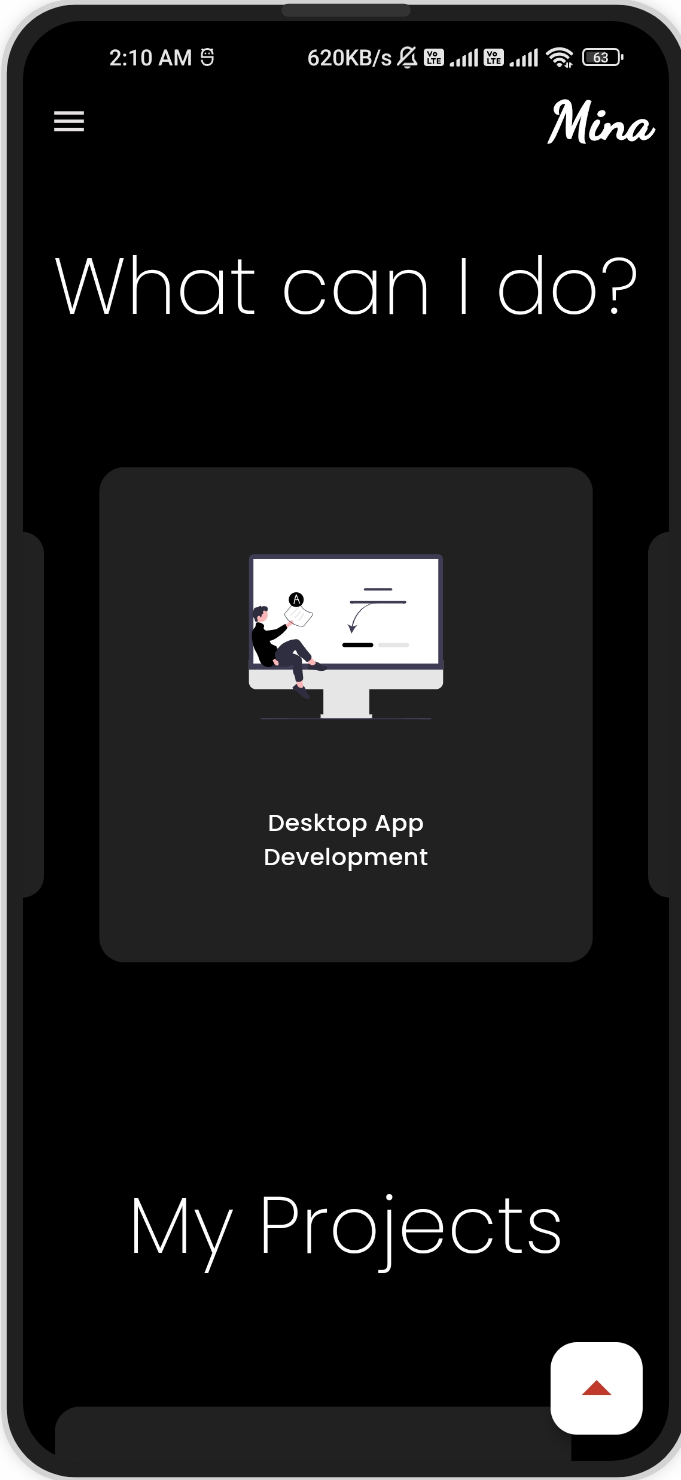 2:10 AM 620KB/s Vo LTE Vo LTE 63
Mina
What can I do?
A
Desktop App
Development
My Projects